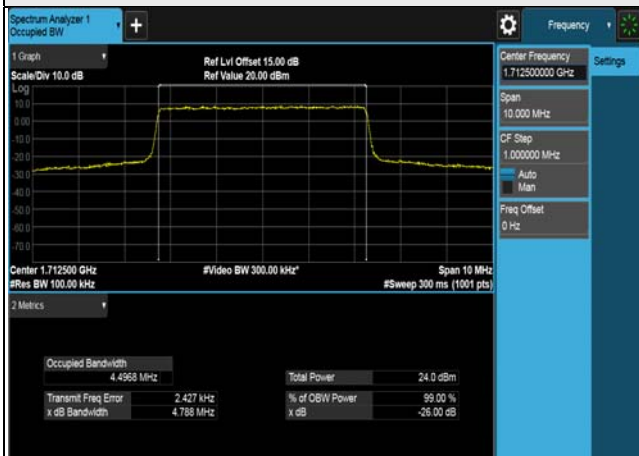 Spectrum Analyzer 1
Occupied BW
+
Frequency
1 Graph
Scale/Div 10.0 dB
Ref Lvl Offset 15.00 dB
Ref Value 20.00 dBm
Log
10.0
0.00
-10.0
-20.0
-30.0
-40.0
-50.0
-60.0
-70.0
Center 1.712500 GHz
#Video BW 300.00 kHz*
Span 10 MHz
#Res BW 100.00 kHz
#Sweep 300 ms (1001 pts)
2 Metrics
Occupied Bandwidth
4.4968 MHz
Total Power 24.0 dBm
Transmit Freq Error 2.427 kHz
% of OBW Power 99.00 %
x dB Bandwidth 4.788 MHz
x dB -26.00 dB
Center Frequency
1.712500000 GHz
Settings
Span
10.000 MHz
CF Step
1.000000 MHz
Auto
Man
Freq Offset
0 Hz